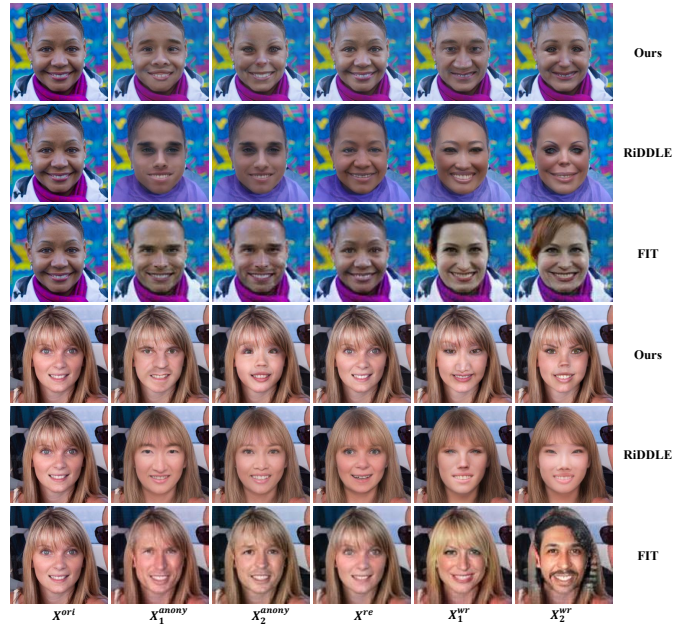 Ours
RiDDLE
FIT
Ours
RiDDLE
FIT
X^{ori} X_1^{anony} X_2^{anony} X^{re} X_1^{wr} X_2^{wr}